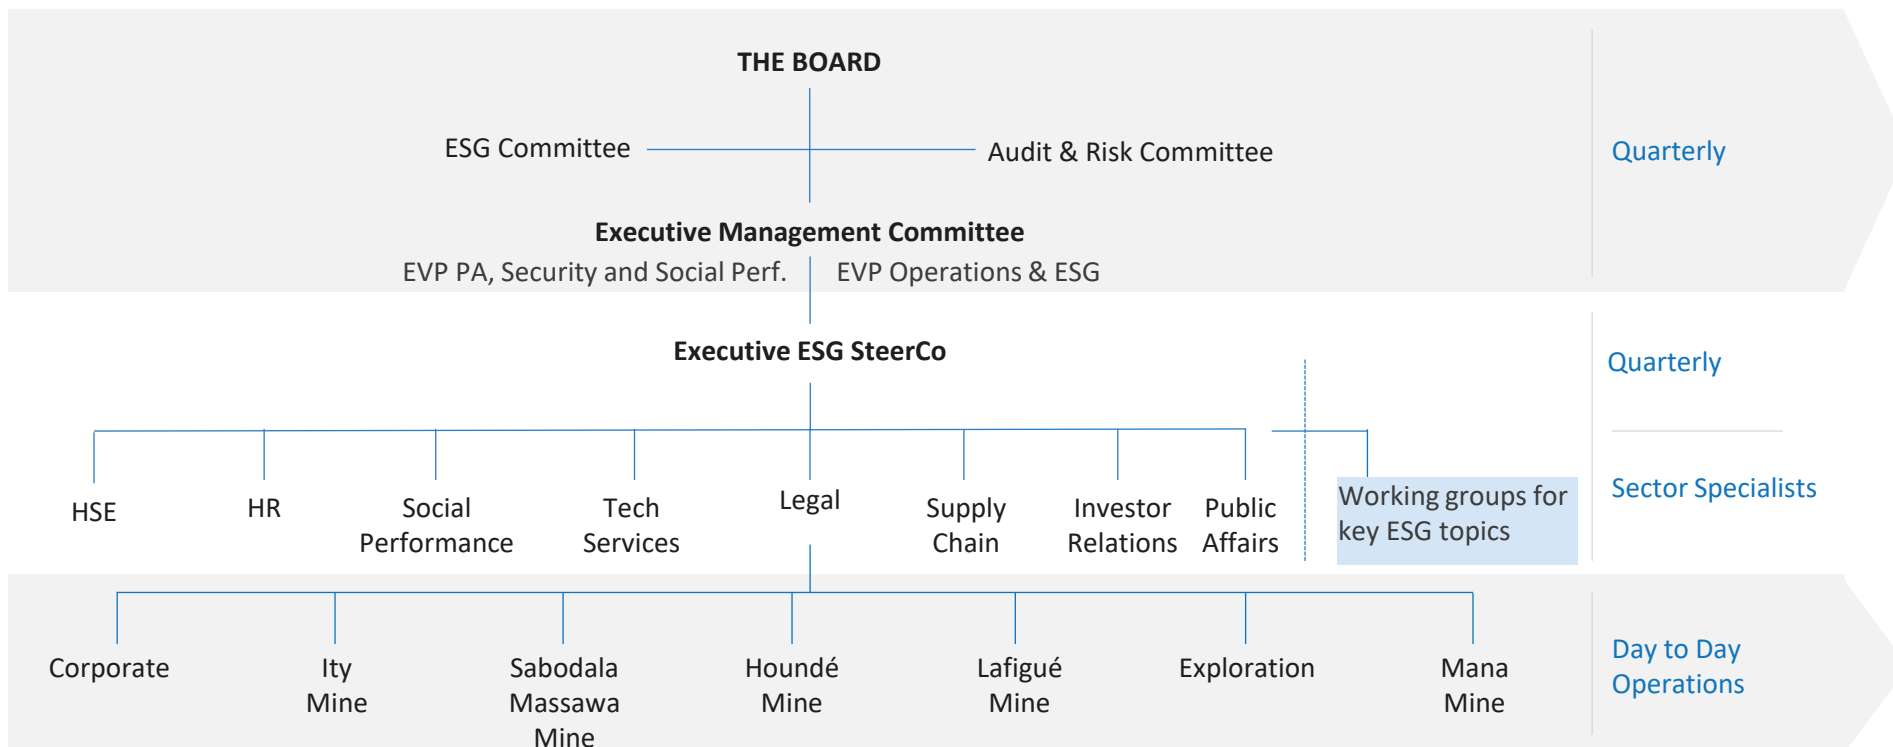 THE BOARD
ESG Committee
Audit & Risk Committee
Quarterly
Executive Management Committee
EVP PA, Security and Social Perf.
EVP Operations & ESG
Executive ESG SteerCo
Quarterly
HSE
HR
Social
Performance
Tech
Services
Legal
Supply
Chain
Investor
Relations
Public
Affairs
Working groups for
key ESG topics
Sector Specialists
Corporate
Ity
Mine
Sabodala
Massawa
Mine
Houndé
Mine
Lafigué
Mine
Exploration
Mana
Mine
Day to Day
Operations